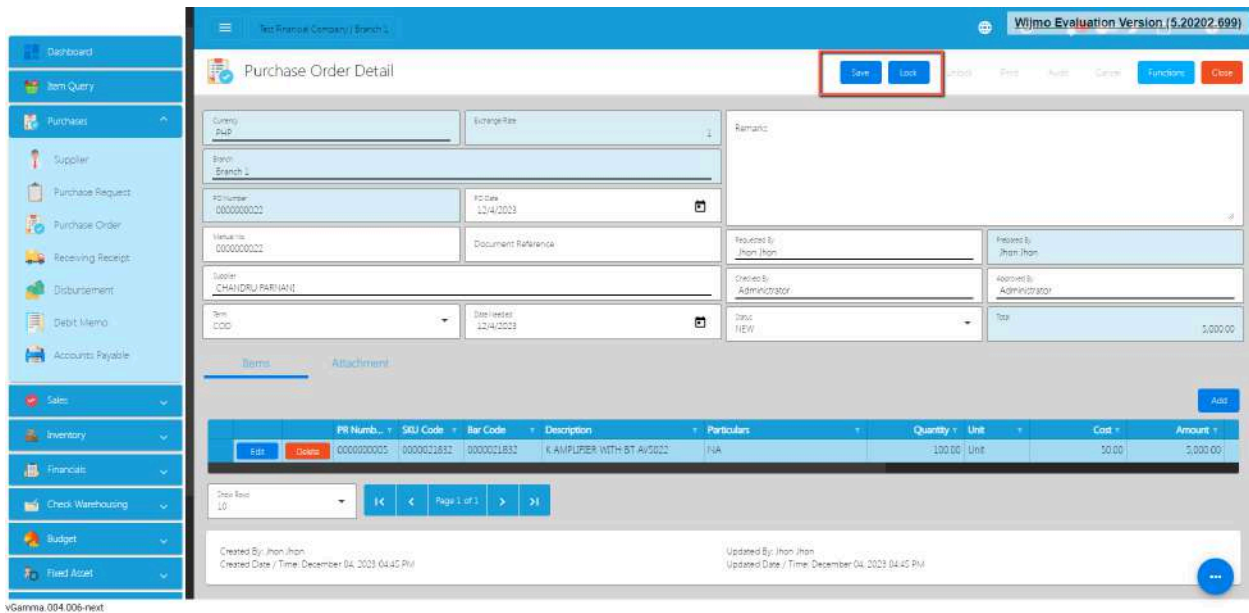 Test Financial Company | Branch 1
Wijmo Evaluation Version (5.20202.699)
Dashboard
Item Query
Purchases
Supplier
Purchase Request
Purchase Order
Receiving Receipt
Disbursement
Debit Memo
Accounts Payable
Sales
Inventory
Financials
Check Warehousing
Budget
Fixed Asset
Purchase Order Detail
Save
Lock
Unlock
Print
Audit
Cancel
Functions
Close
Currency
PHP
Exchange Rate
1
Remarks
Branch
Branch 1
PO Number
0000000022
PO Date
12/4/2023
Manual No.
0000000022
Document Reference
Requested By
Jhon Jhon
Prepared By
Jhon Jhon
Supplier
CHANDRU PARNANI
Checked By
Administrator
Approved By
Administrator
Term
COD
Date Needed
12/4/2023
Status
NEW
Total
5,000.00
Items
Attachment
Add
PR Numb... SKU Code Bar Code Description Particulars Quantity Unit Cost Amount
Edit Delete 0000000005 0000021832 0000021832 K AMPLIFIER WITH BT AV5022 NA 100.00 Unit 50.00 5,000.00
Show Rows
10
Page 1 of 1
Created By: Jhon Jhon
Created Date / Time: December 04, 2023 04:45 PM
Updated By: Jhon Jhon
Updated Date / Time: December 04, 2023 04:45 PM
vGamma.004.006-next